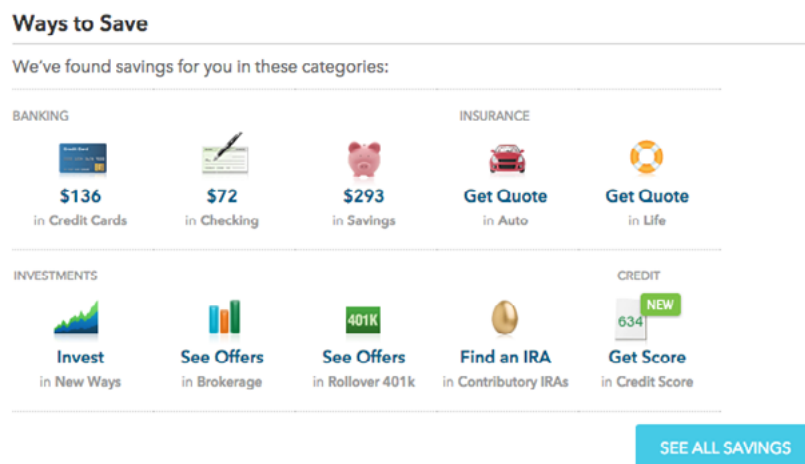 Ways to Save
We've found savings for you in these categories:
BANKING
INSURANCE
$136
$72
$293
Get Quote
Get Quote
in Credit Cards
in Checking
in Savings
in Auto
in Life
INVESTMENTS
CREDIT
401K
NEW
634
Invest
See Offers
See Offers
Find an IRA
Get Score
in New Ways
in Brokerage
in Rollover 401k
in Contributory IRAs
in Credit Score
SEE ALL SAVINGS